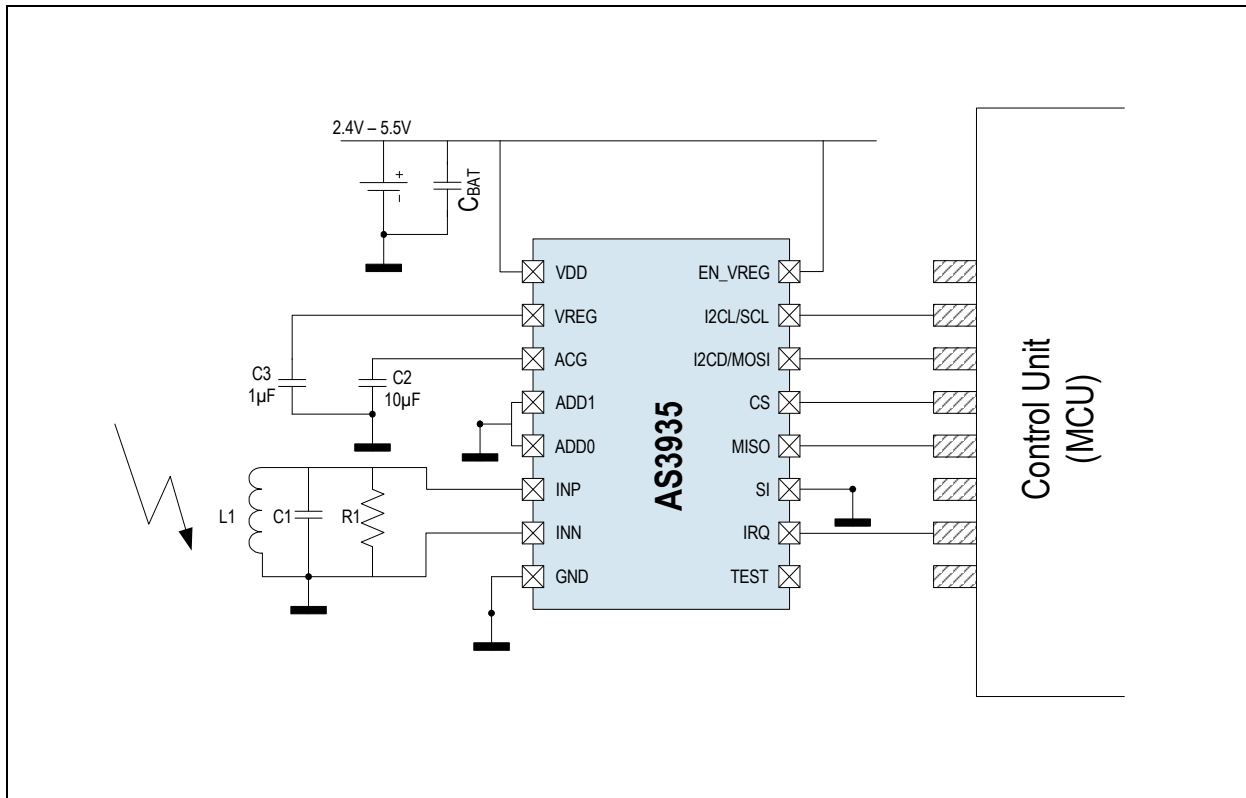 2.4V – 5.5V
+
-
CBAT
VDD
VREG
ACG
ADD1
ADD0
INP
INN
GND
EN_VREG
I2CL/SCL
I2CD/MOSI
CS
MISO
SI
IRQ
TEST
AS3935
C3
1µF
C2
10µF
L1
C1
R1
Control Unit
(MCU)